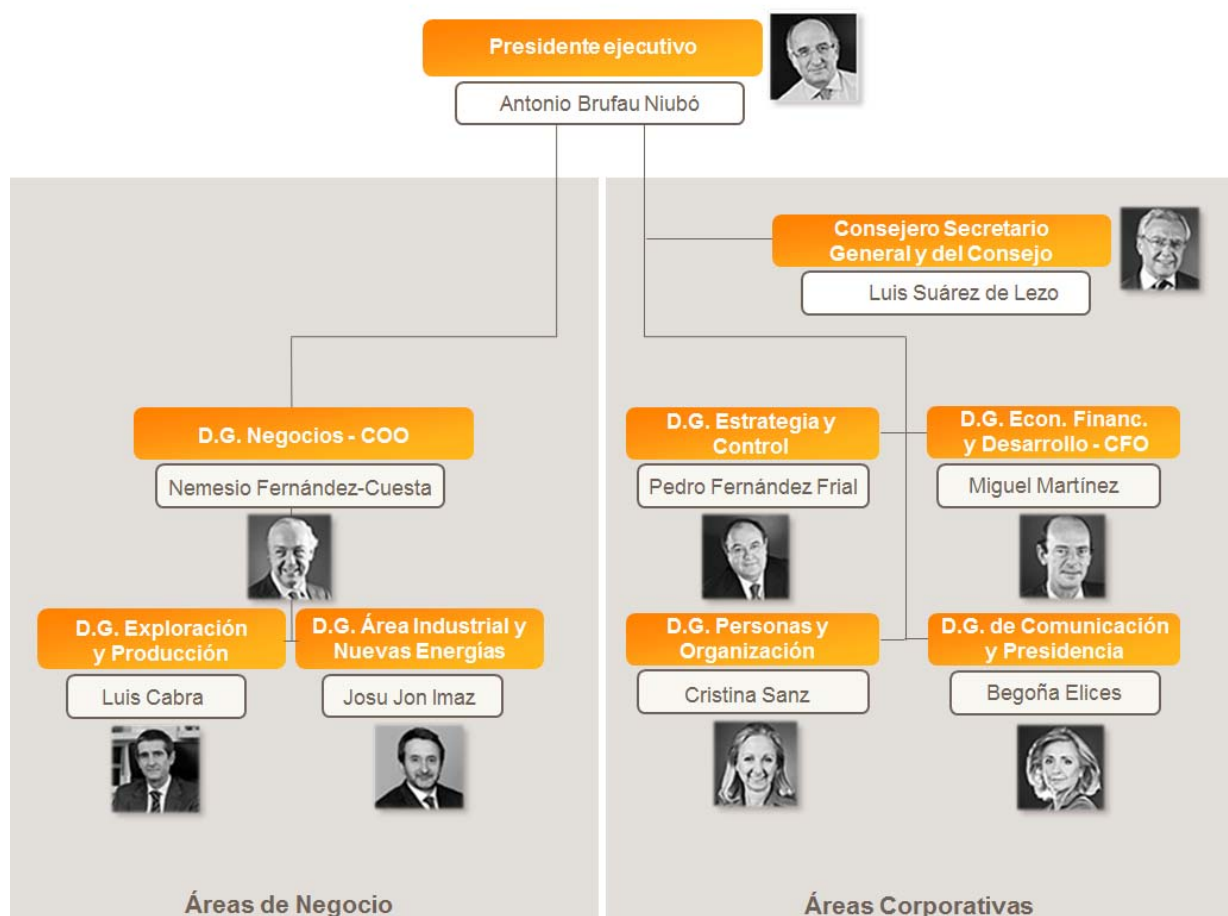 Presidente ejecutivo
Antonio Brufau Niubó
Consejero Secretario
General y del Consejo
Luis Suárez de Lezo
D.G. Negocios - COO
Nemesio Fernández-Cuesta
D.G. Exploración
y Producción
Luis Cabra
D.G. Área Industrial y
Nuevas Energías
Josu Jon Imaz
D.G. Estrategia y
Control
Pedro Fernández Frial
D.G. Econ. Financ.
y Desarrollo - CFO
Miguel Martínez
D.G. Personas y
Organización
Cristina Sanz
D.G. de Comunicación
y Presidencia
Begoña Elices
Áreas de Negocio
Áreas Corporativas